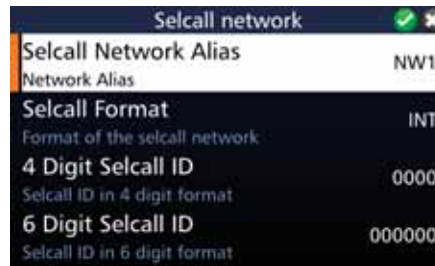 Selcall network
Selcall Network Alias
NW1
Network Alias
Selcall Format
INT
Format of the selcall network
4 Digit Selcall ID
0000
Selcall ID in 4 digit format
6 Digit Selcall ID
000000
Selcall ID in 6 digit format